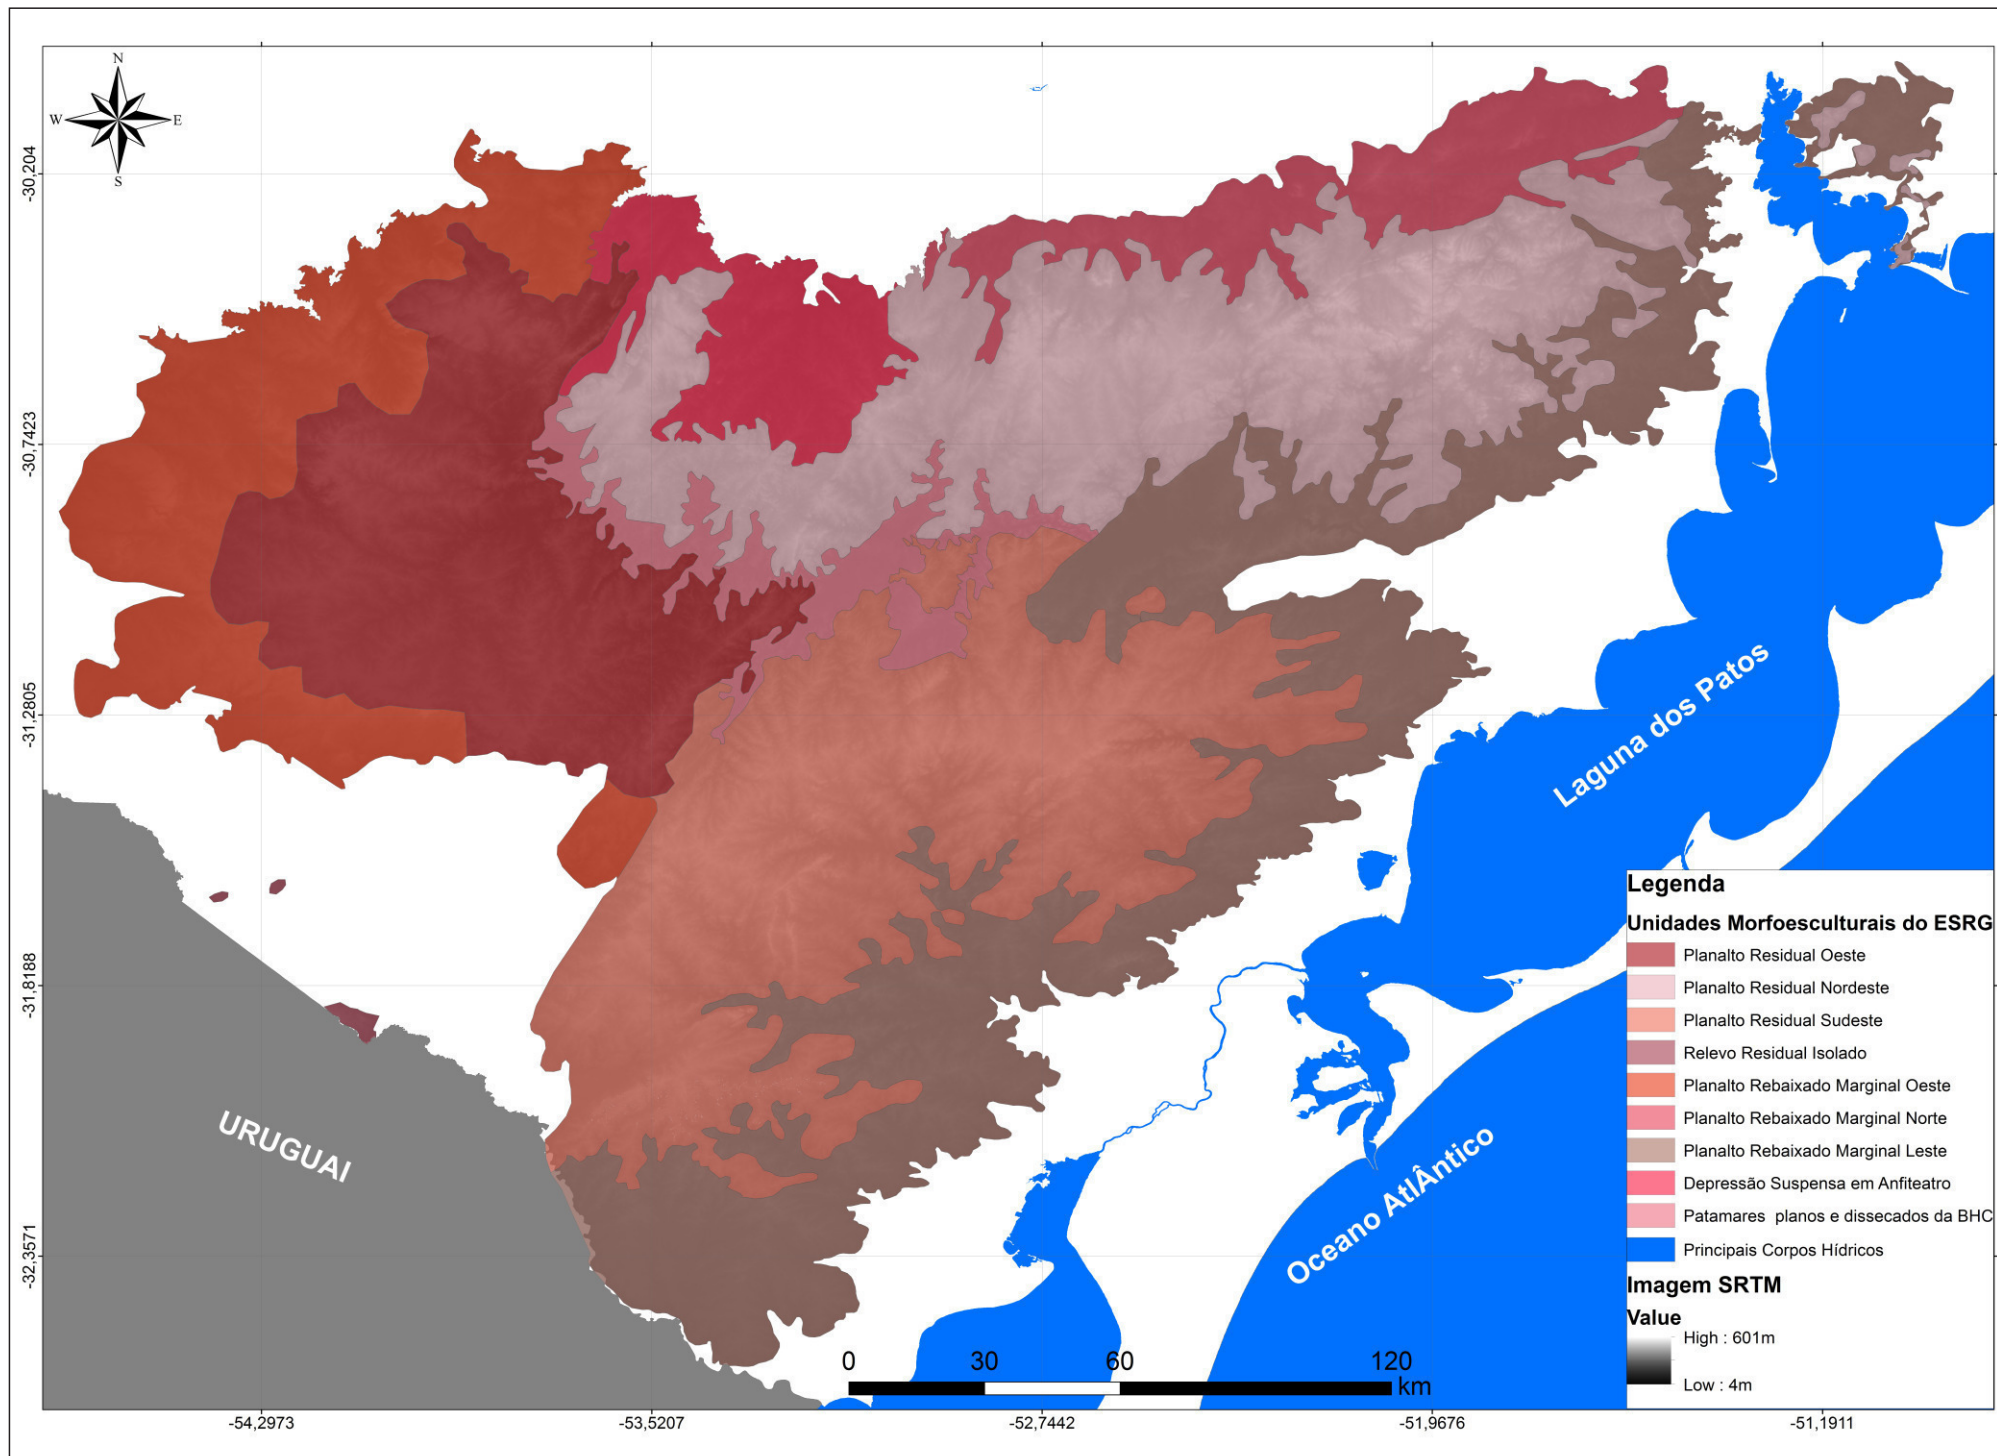 N
W E
S
-30,204
-30,7423
-31,2805
-31,8188
-32,3571
Laguna dos Patos
URUGUAI
Oceano AtlÂntico
Legenda
Unidades Morfoesculturais do ESRG
Planalto Residual Oeste
Planalto Residual Nordeste
Planalto Residual Sudeste
Relevo Residual Isolado
Planalto Rebaixado Marginal Oeste
Planalto Rebaixado Marginal Norte
Planalto Rebaixado Marginal Leste
Depressão Suspensa em Anfiteatro
Patamares planos e dissecados da BHC
Principais Corpos Hídricos
Imagem SRTM
Value
High : 601m
Low : 4m
0 30 60 120
km
-54,2973 -53,5207 -52,7442 -51,9676 -51,1911